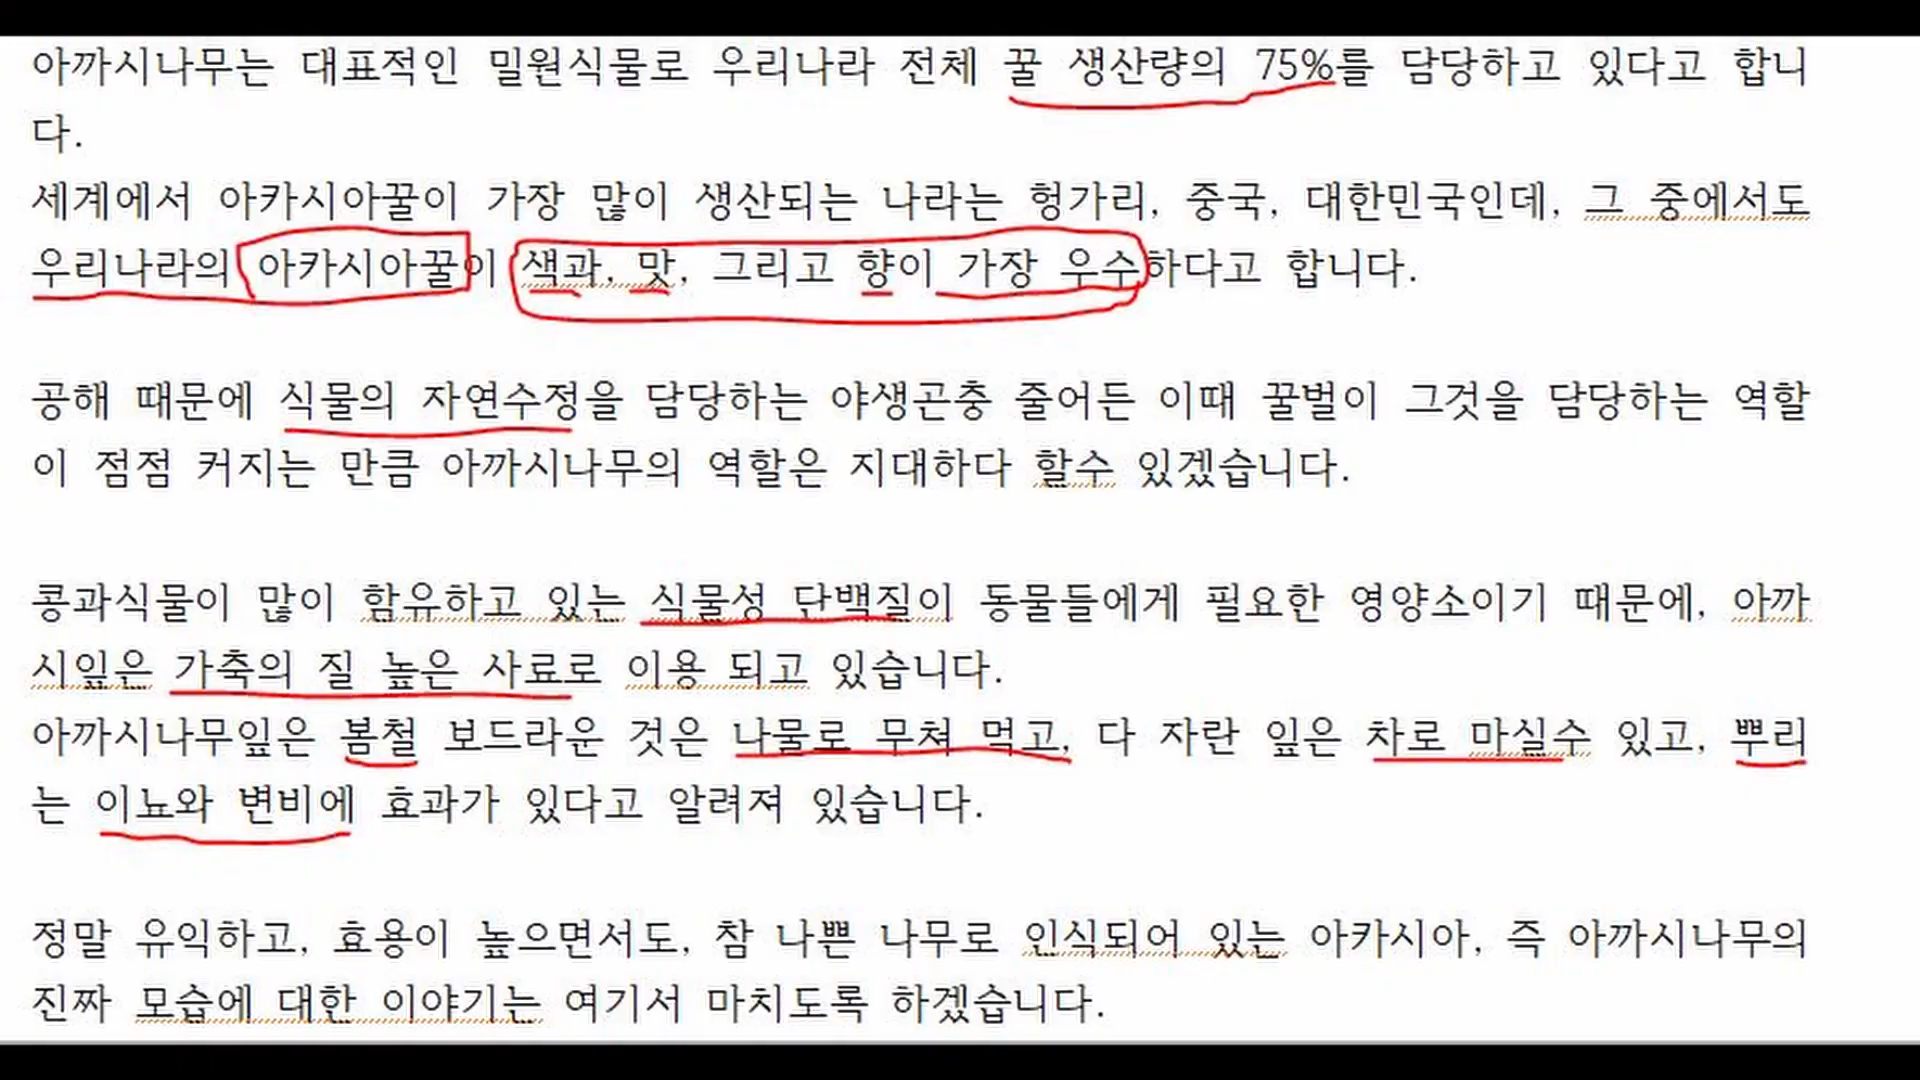 아까시나무는 대표적인 밀원식물로 우리나라 전체 꿀 생산량의 75%를 담당하고 있다고 합니
다.
세계에서 아카시아꿀이 가장 많이 생산되는 나라는 헝가리, 중국, 대한민국인데, 그 중에서도
우리나라의 아카시아꿀이 색과, 맛, 그리고 향이 가장 우수하다고 합니다.
공해 때문에 식물의 자연수정을 담당하는 야생곤충 줄어든 이때 꿀벌이 그것을 담당하는 역할
이 점점 커지는 만큼 아까시나무의 역할은 지대하다 할수 있겠습니다.
콩과식물이 많이 함유하고 있는 식물성 단백질이 동물들에게 필요한 영양소이기 때문에, 아까
시잎은 가축의 질 높은 사료로 이용 되고 있습니다.
아까시나무잎은 봄철 보드라운 것은 나물로 무쳐 먹고, 다 자란 잎은 차로 마실수 있고, 뿌리
는 이뇨와 변비에 효과가 있다고 알려져 있습니다.
정말 유익하고, 효용이 높으면서도, 참 나쁜 나무로 인식되어 있는 아카시아, 즉 아까시나무의
진짜 모습에 대한 이야기는 여기서 마치도록 하겠습니다.